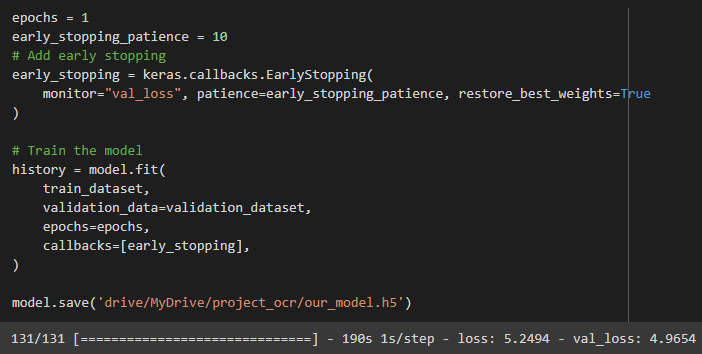 epochs = 1
early_stopping_patience = 10
# Add early stopping
early_stopping = keras.callbacks.EarlyStopping(
    monitor="val_loss", patience=early_stopping_patience, restore_best_weights=True
)

# Train the model
history = model.fit(
    train_dataset,
    validation_data=validation_dataset,
    epochs=epochs,
    callbacks=[early_stopping],
)

model.save('drive/MyDrive/project_ocr/our_model.h5')
131/131 [==============================] - 190s 1s/step - loss: 5.2494 - val_loss: 4.9654